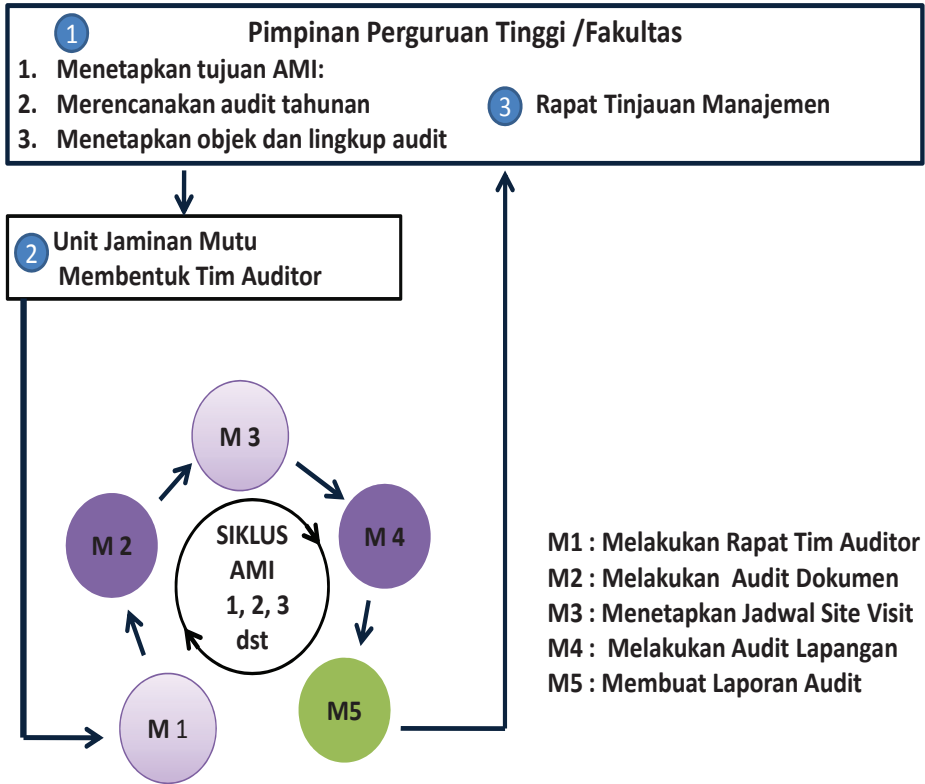 1
Pimpinan Perguruan Tinggi /Fakultas
1. Menetapkan tujuan AMI:
2. Merencanakan audit tahunan
3. Menetapkan objek dan lingkup audit
3 Rapat Tinjauan Manajemen
2 Unit Jaminan Mutu
Membentuk Tim Auditor
M 3
M 2
M 4
SIKLUS
AMI
1, 2, 3
dst
M 1
M5
M1 : Melakukan Rapat Tim Auditor
M2 : Melakukan Audit Dokumen
M3 : Menetapkan Jadwal Site Visit
M4 : Melakukan Audit Lapangan
M5 : Membuat Laporan Audit